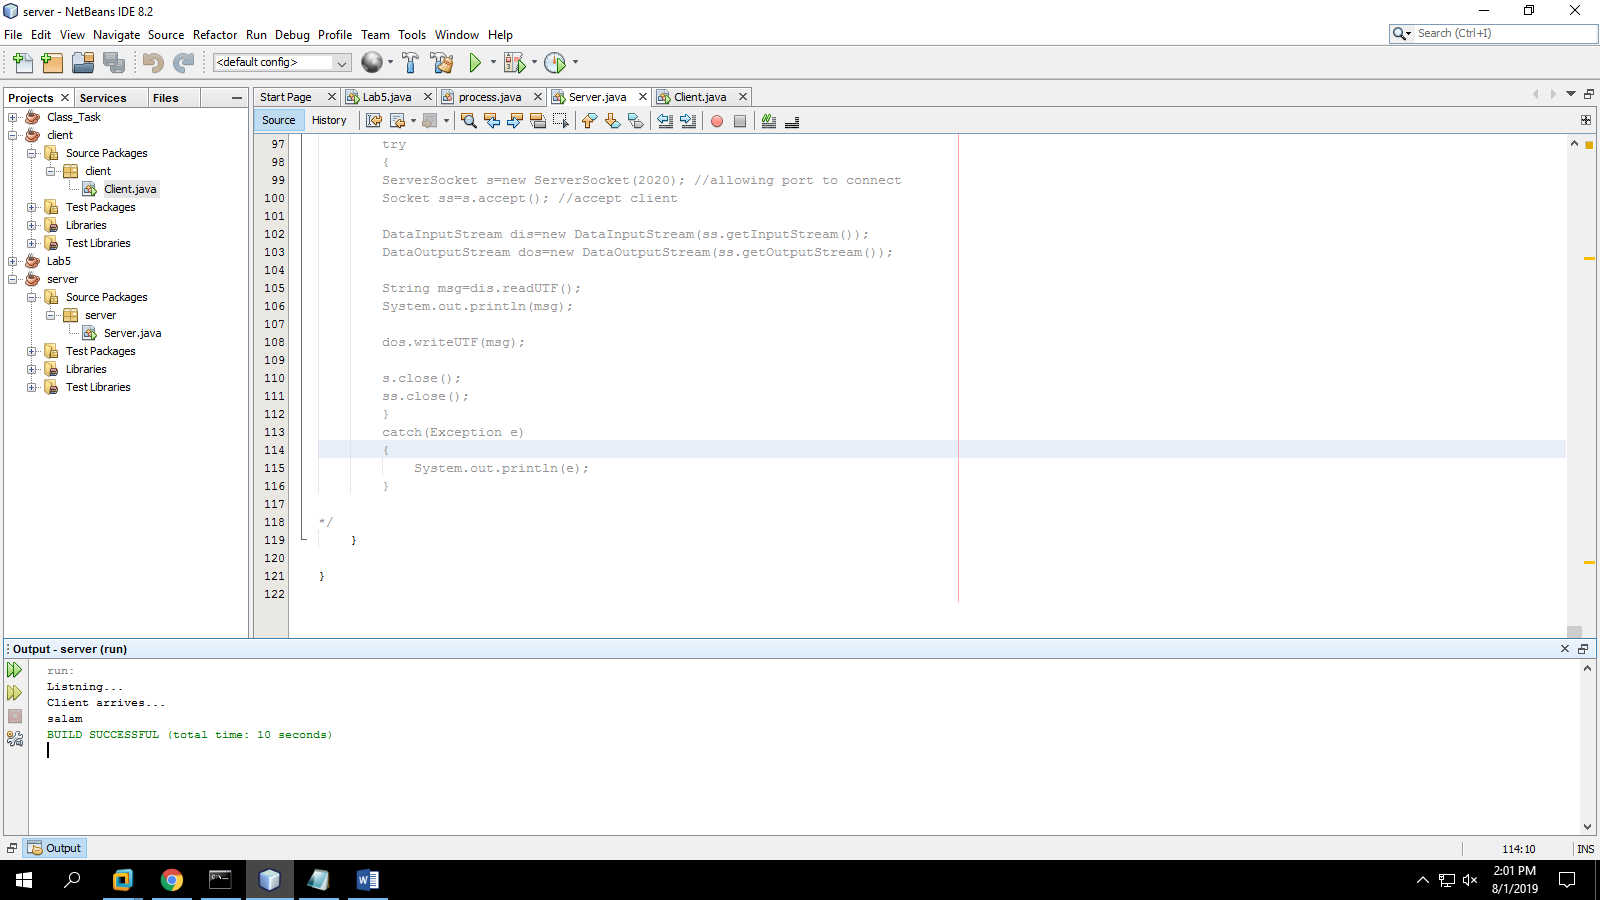 server - NetBeans IDE 8.2
File Edit View Navigate Source Refactor Run Debug Profile Team Tools Window Help
Search (Ctrl+I)
<default config>
Projects Services Files
Class_Task
client
Source Packages
client
Client.java
Test Packages
Libraries
Test Libraries
Lab5
server
Source Packages
server
Server.java
Test Packages
Libraries
Test Libraries
Start Page Lab5.java process.java Server.java Client.java
Source History
97 try
98 {
99 ServerSocket s=new ServerSocket(2020); //allowing port to connect
100 Socket ss=s.accept(); //accept client
101
102 DataInputStream dis=new DataInputStream(ss.getInputStream());
103 DataOutputStream dos=new DataOutputStream(ss.getOutputStream());
104
105 String msg=dis.readUTF();
106 System.out.println(msg);
107
108 dos.writeUTF(msg);
109
110 s.close();
111 ss.close();
112 }
113 catch(Exception e)
114 {
115 System.out.println(e);
116 }
117
118 */
119 }
120
121 }
122
Output - server (run)
run:
Listning...
Client arrives...
salam
BUILD SUCCESSFUL (total time: 10 seconds)
Output
114:10 INS
2:01 PM
8/1/2019